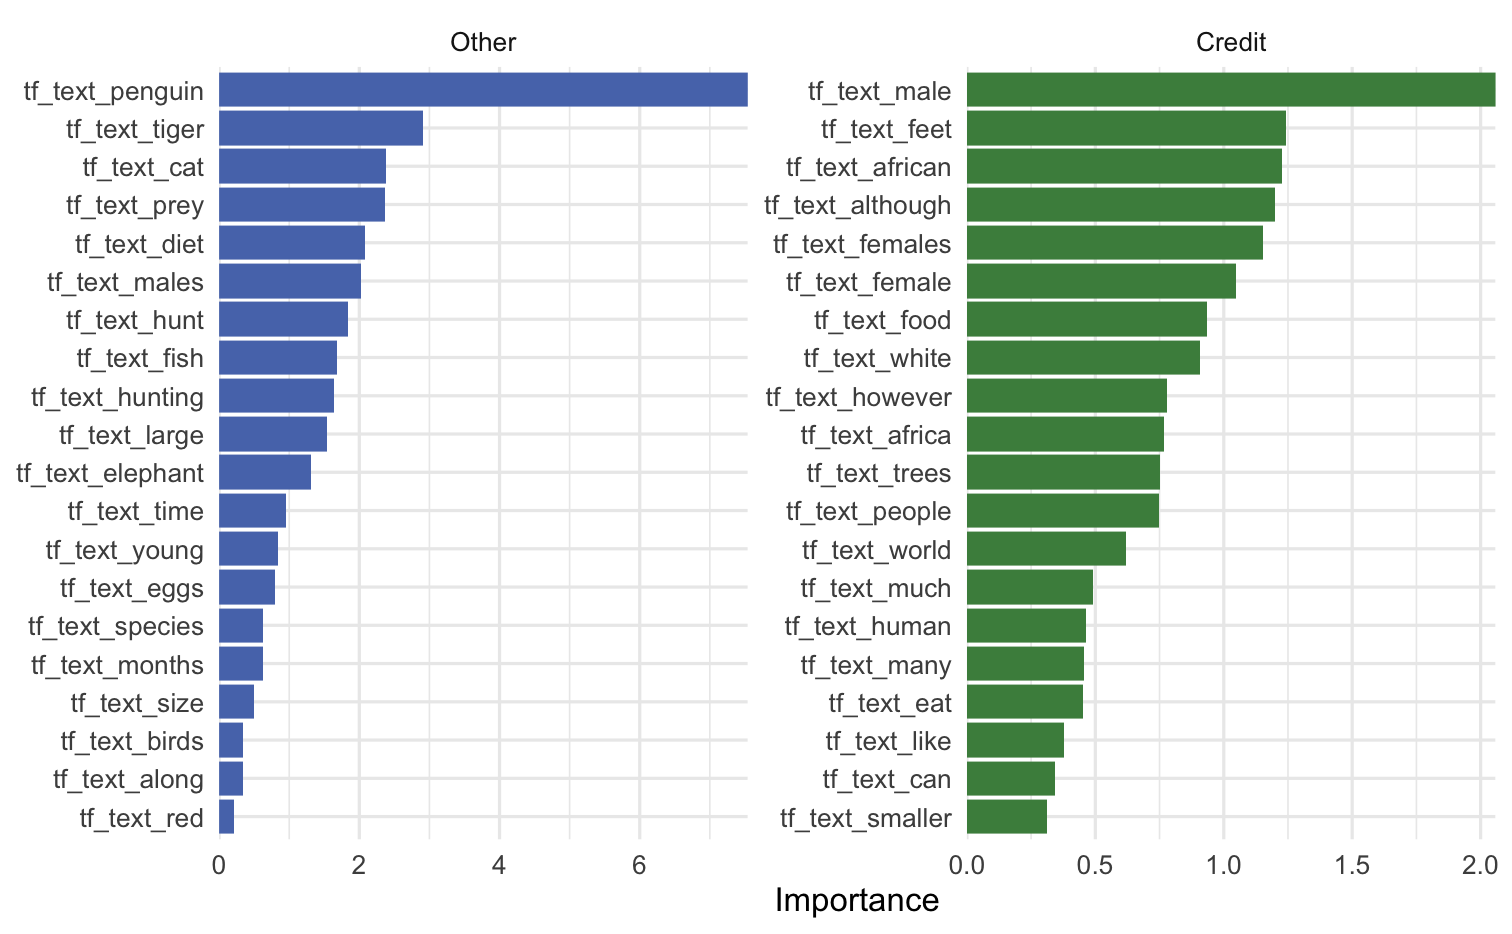 Other
tf_text_penguin
tf_text_tiger
tf_text_cat
tf_text_prey
tf_text_diet
tf_text_males
tf_text_hunt
tf_text_fish
tf_text_hunting
tf_text_large
tf_text_elephant
tf_text_time
tf_text_young
tf_text_eggs
tf_text_species
tf_text_months
tf_text_size
tf_text_birds
tf_text_along
tf_text_red
0 2 4 6
Credit
tf_text_male
tf_text_feet
tf_text_african
tf_text_although
tf_text_females
tf_text_female
tf_text_food
tf_text_white
tf_text_however
tf_text_africa
tf_text_trees
tf_text_people
tf_text_world
tf_text_much
tf_text_human
tf_text_many
tf_text_eat
tf_text_like
tf_text_can
tf_text_smaller
0.0 0.5 1.0 1.5 2.0
Importance